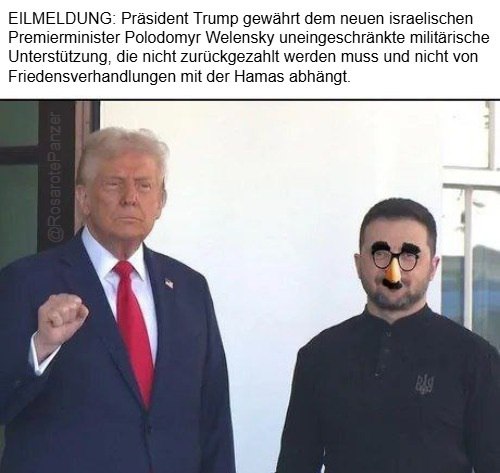 EILMELDUNG: Präsident Trump gewährt dem neuen israelischen
Premierminister Polodomyr Welensky uneingeschränkte militärische
Unterstützung, die nicht zurückgezahlt werden muss und nicht von
Friedensverhandlungen mit der Hamas abhängt.
@RosarotePanzer